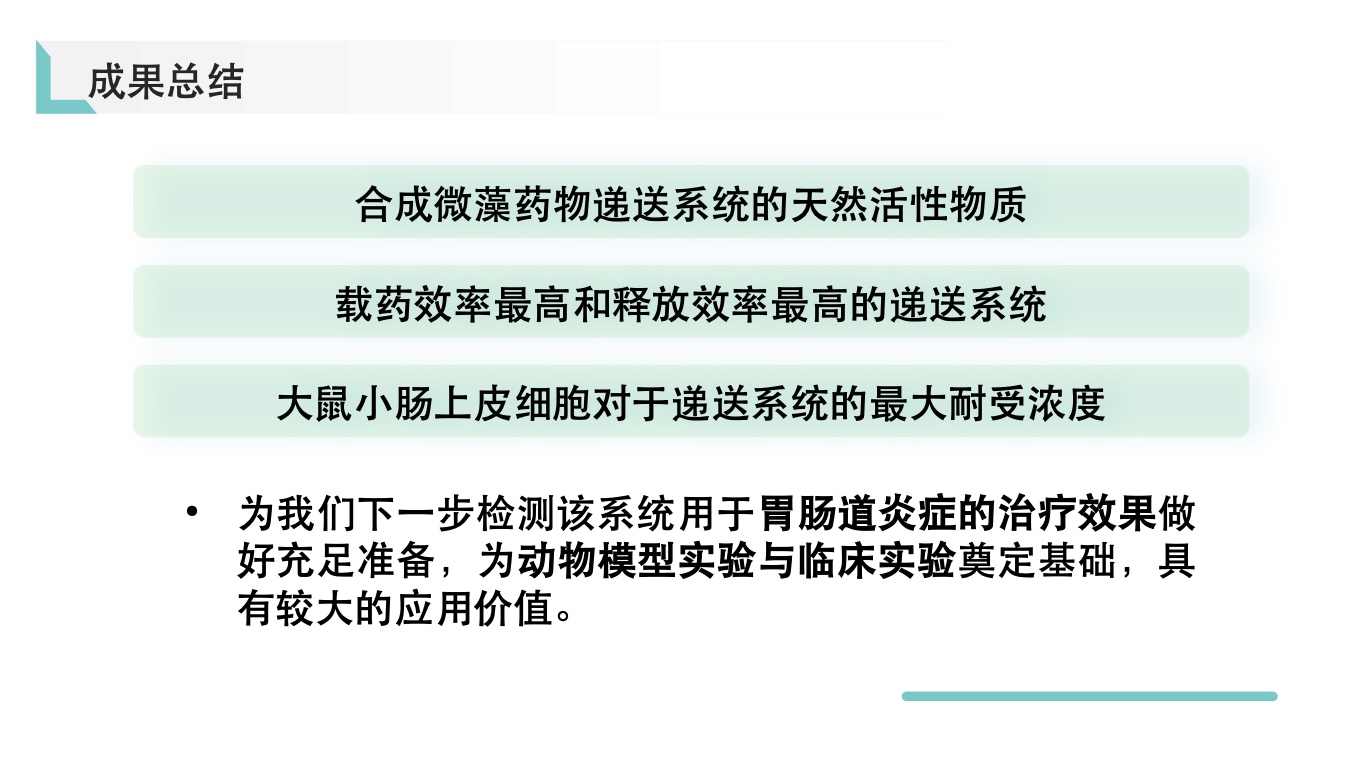 成果总结
合成微藻药物递送系统的天然活性物质
载药效率最高和释放效率最高的递送系统
大鼠小肠上皮细胞对于递送系统的最大耐受浓度
• 为我们下一步检测该系统用于胃肠道炎症的治疗效果做
好充足准备，为动物模型实验与临床实验奠定基础，具
有较大的应用价值。